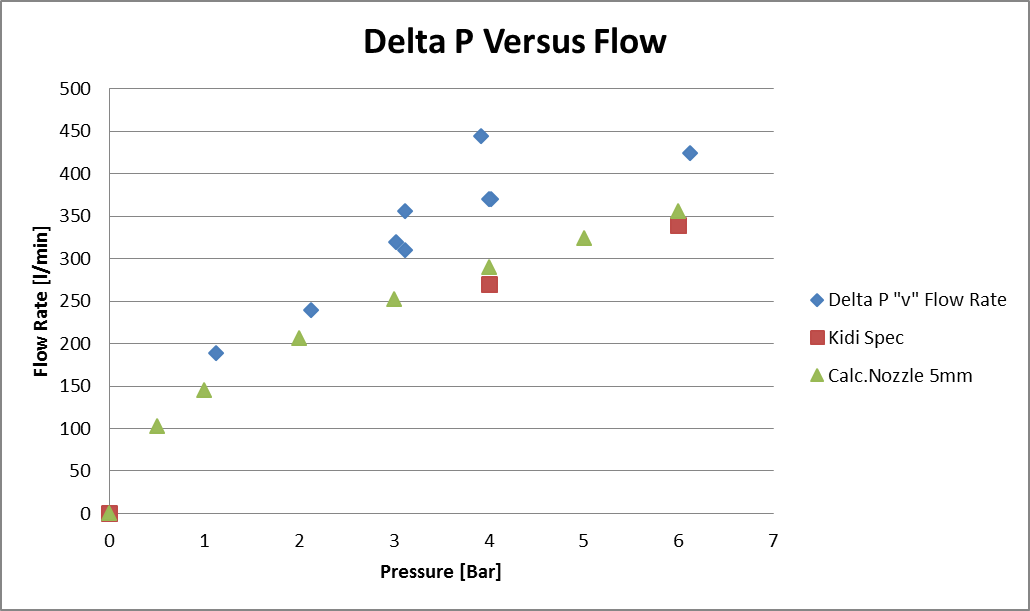 Delta P Versus Flow
500
450
400
350
300
250
200
150
100
50
0
Flow Rate [l/min]
0 1 2 3 4 5 6 7
Pressure [Bar]
Delta P "v" Flow Rate
Kidi Spec
Calc.Nozzle 5mm